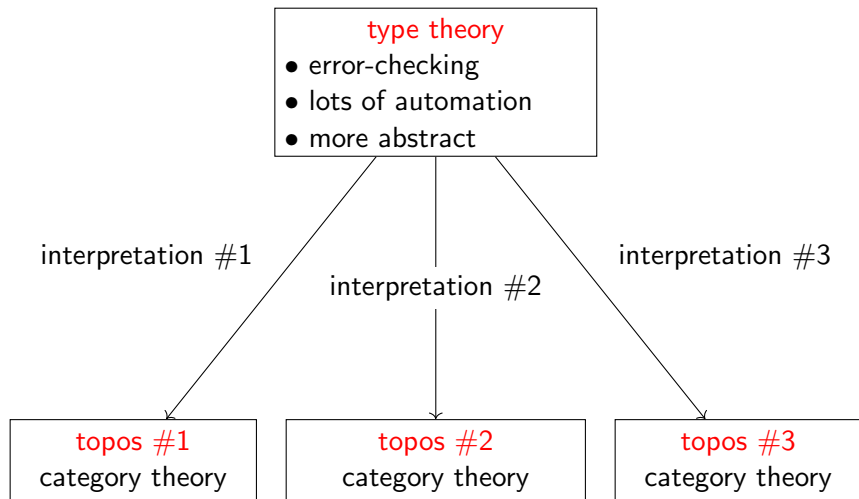 type theory
• error-checking
• lots of automation
• more abstract
interpretation #1
interpretation #2
interpretation #3
topos #1
category theory
topos #2
category theory
topos #3
category theory